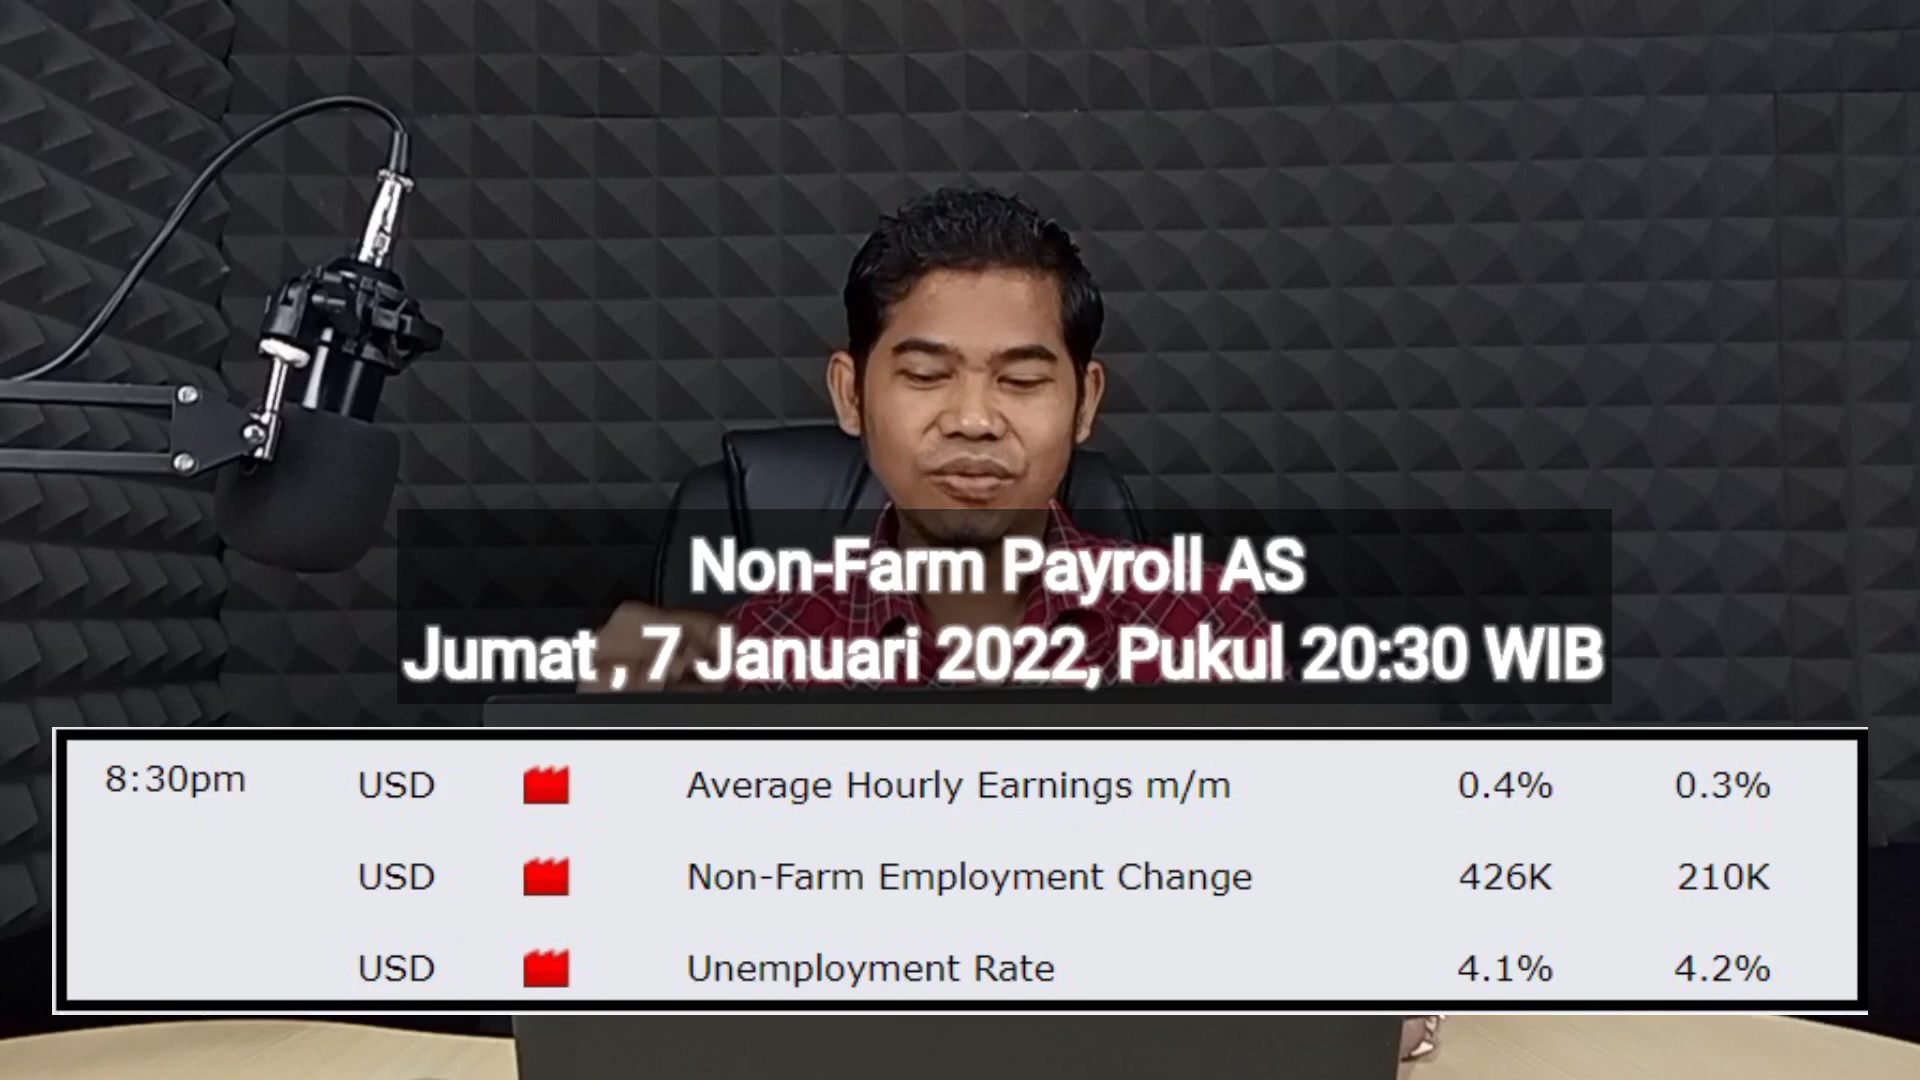 Non-Farm Payroll AS
Jumat , 7 Januari 2022, Pukul 20:30 WIB
8:30pm USD Average Hourly Earnings m/m 0.4% 0.3%
USD Non-Farm Employment Change 426K 210K
USD Unemployment Rate 4.1% 4.2%